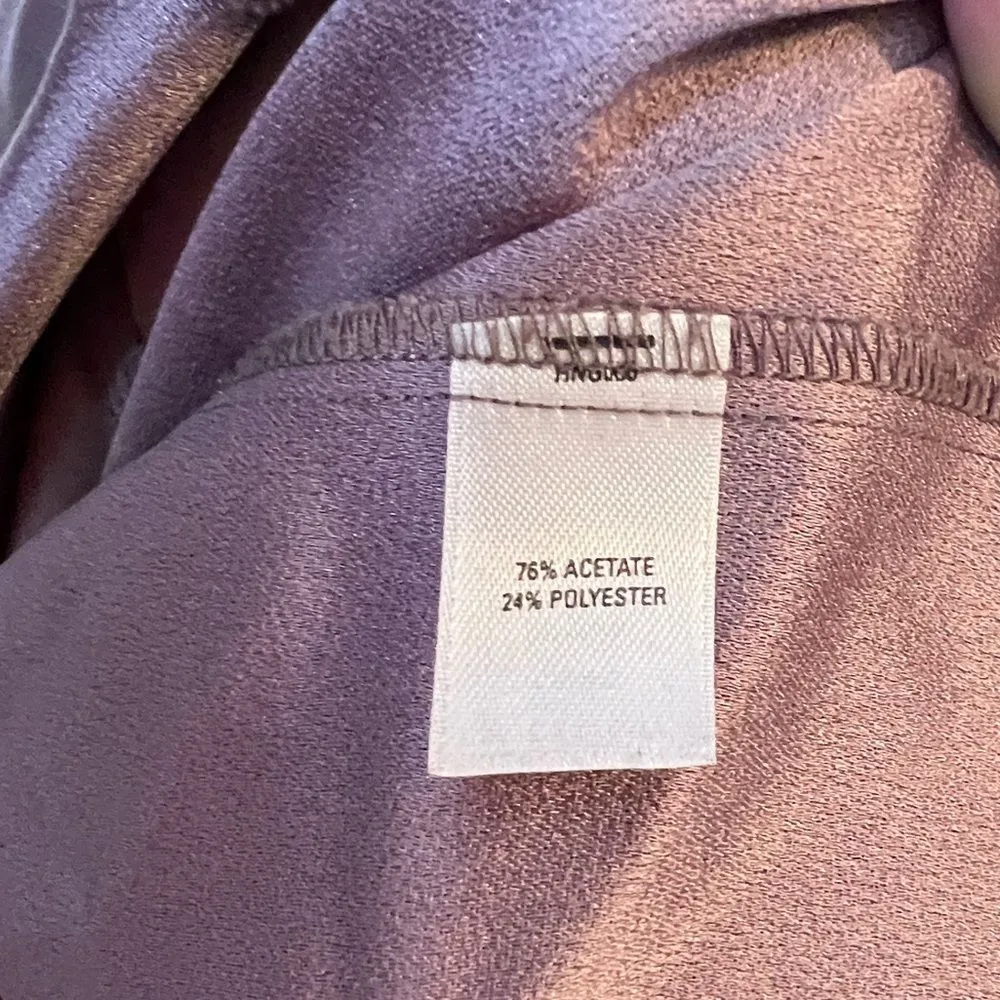 76% ACETATE
24% POLYESTER